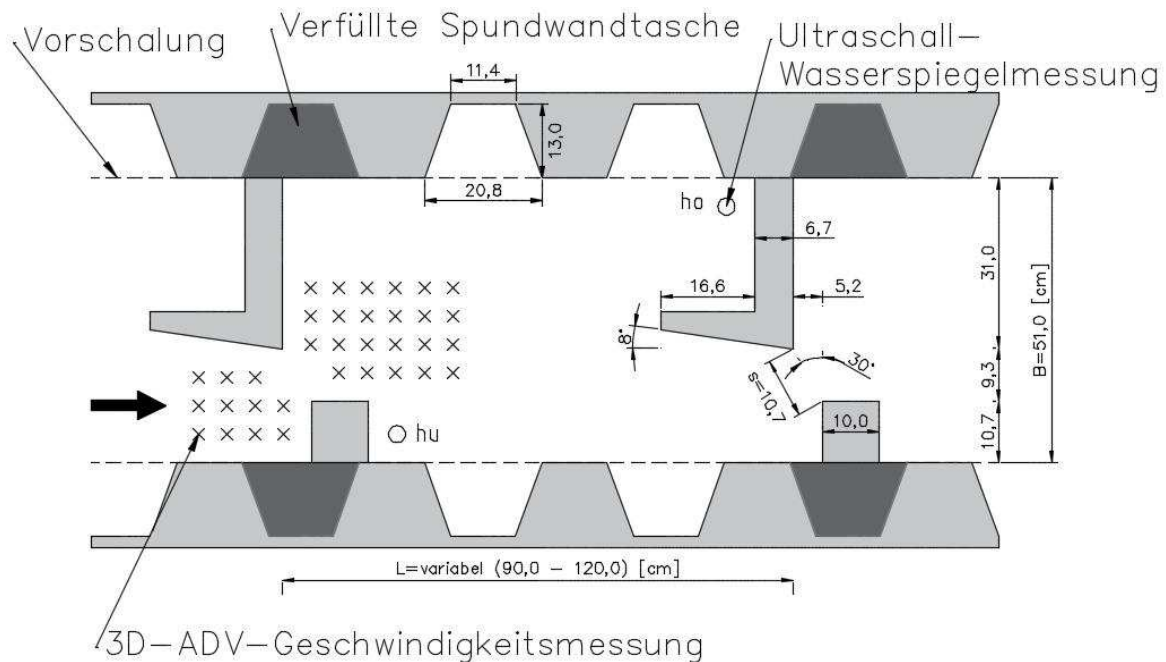 Vorschalung
Verfüllte Spundwandtasche
Ultraschall–
Wasserspiegelmessung
11,4
13,0
20,8
ho
6,7
31,0
16,6
5,2
8°
30°
B=51,0 [cm]
9,3
s=10,7
10,0
10,7
hu
L=variabel (90,0 – 120,0) [cm]
3D–ADV–Geschwindigkeitsmessung